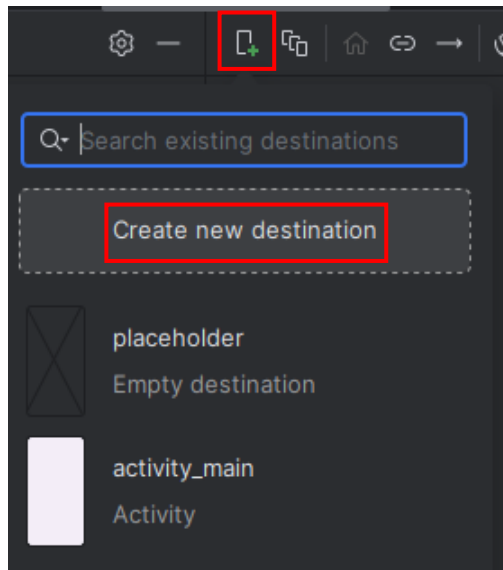 Search existing destinations
Create new destination
placeholder
Empty destination
activity_main
Activity